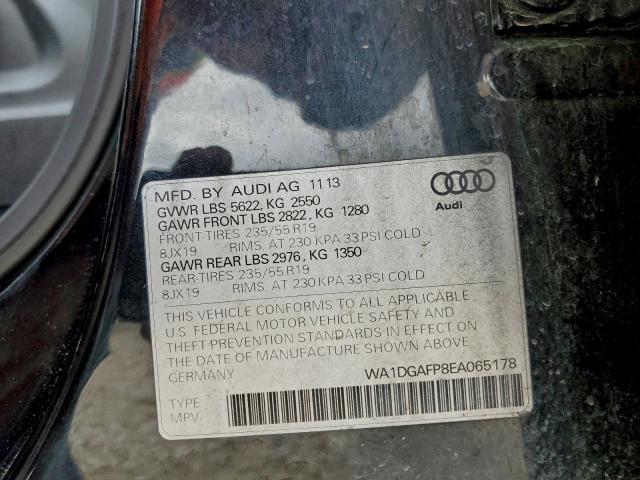 MFD. BY AUDI AG 11 13
GVWR LBS 5622, KG 2550
GAWR FRONT LBS 2822, KG 1280
FRONT-TIRES 235/55 R19
8JX19 RIMS, AT 230 KPA 33 PSI COLD
GAWR REAR LBS 2976, KG 1350
REAR-TIRES 235/55 R19
8JX19 RIMS, AT 230 KPA 33 PSI COLD
Audi
THIS VEHICLE CONFORMS TO ALL APPLICABLE
U.S. FEDERAL MOTOR VEHICLE SAFETY AND
THEFT PREVENTION STANDARDS IN EFFECT ON
THE DATE OF MANUFACTURE SHOWN ABOVE
GERMANY
WA1DGAFP8EA065178
TYPE
MPV